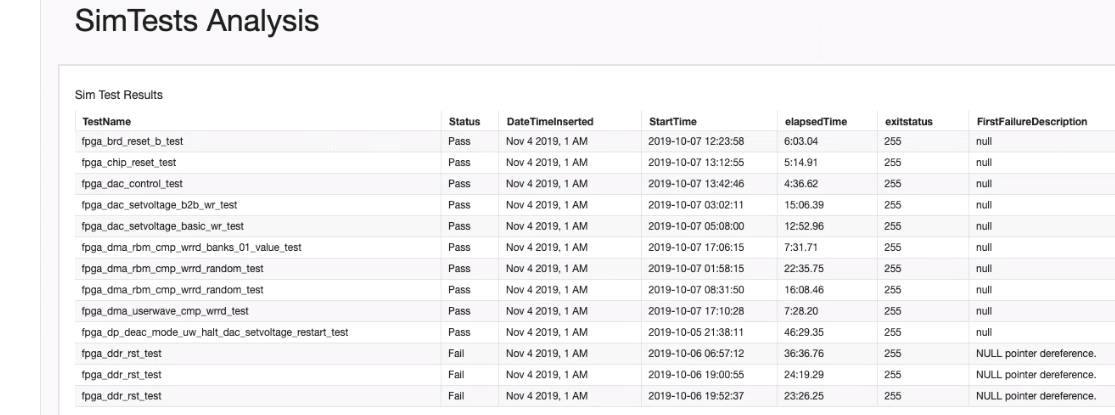 SimTests Analysis
Sim Test Results
TestName Status DateTimeInserted StartTime elapsedTime exitstatus FirstFailureDescription
fpga_brd_reset_b_test Pass Nov 4 2019, 1 AM 2019-10-07 12:23:58 6:03.04 255 null
fpga_chip_reset_test Pass Nov 4 2019, 1 AM 2019-10-07 13:12:55 5:14.91 255 null
fpga_dac_control_test Pass Nov 4 2019, 1 AM 2019-10-07 13:42:46 4:36.62 255 null
fpga_dac_setvoltage_b2b_wr_test Pass Nov 4 2019, 1 AM 2019-10-07 03:02:11 15:06.39 255 null
fpga_dac_setvoltage_basic_wr_test Pass Nov 4 2019, 1 AM 2019-10-07 05:08:00 12:52.96 255 null
fpga_dma_rbm_cmp_wrrd_banks_01_value_test Pass Nov 4 2019, 1 AM 2019-10-07 17:06:15 7:31.71 255 null
fpga_dma_rbm_cmp_wrrd_random_test Pass Nov 4 2019, 1 AM 2019-10-07 01:58:15 22:35.75 255 null
fpga_dma_rbm_cmp_wrrd_random_test Pass Nov 4 2019, 1 AM 2019-10-07 08:31:50 16:08.46 255 null
fpga_dma_userwave_cmp_wrrd_test Pass Nov 4 2019, 1 AM 2019-10-07 17:10:28 7:28.20 255 null
fpga_dp_deac_mode_uw_halt_dac_setvoltage_restart_test Pass Nov 4 2019, 1 AM 2019-10-05 21:38:11 46:29.35 255 null
fpga_ddr_rst_test Fail Nov 4 2019, 1 AM 2019-10-06 06:57:12 36:36.76 255 NULL pointer dereference.
fpga_ddr_rst_test Fail Nov 4 2019, 1 AM 2019-10-06 19:00:55 24:19.29 255 NULL pointer dereference.
fpga_ddr_rst_test Fail Nov 4 2019, 1 AM 2019-10-06 19:52:37 23:26.25 255 NULL pointer dereference.